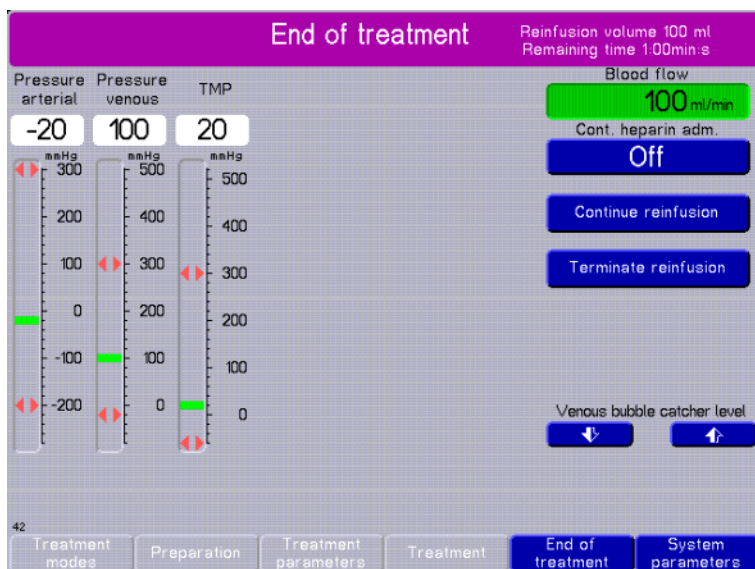 End of treatment
Reinfusion volume 100 ml
Remaining time 1:00min:s
Pressure arterial
Pressure venous
TMP
-20
100
20
mmHg
300
200
100
0
-100
-200
mmHg
500
400
300
200
100
0
500
400
300
200
100
0
Blood flow
100 ml/min
Cont. heparin adm.
Off
Continue reinfusion
Terminate reinfusion
Venous bubble catcher level
42
Treatment
modes
Preparation
Treatment
parameters
Treatment
End of
treatment
System
parameters